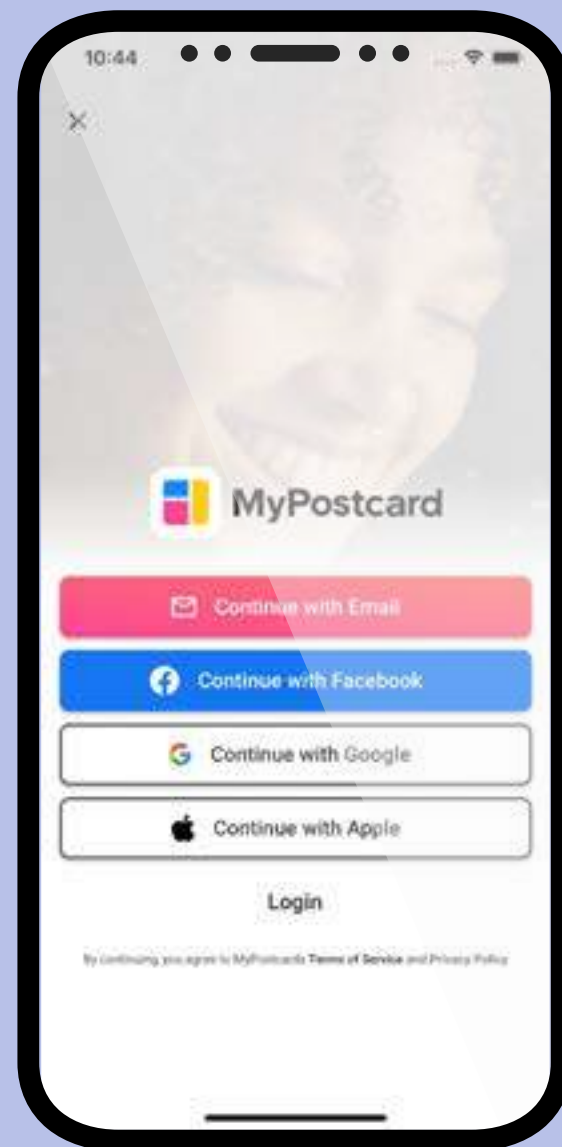 10:44
MyPostcard
Continue with Email
Continue with Facebook
Continue with Google
Continue with Apple
Login
By continuing, you agree to MyPostcards Terms of Service and Privacy Policy